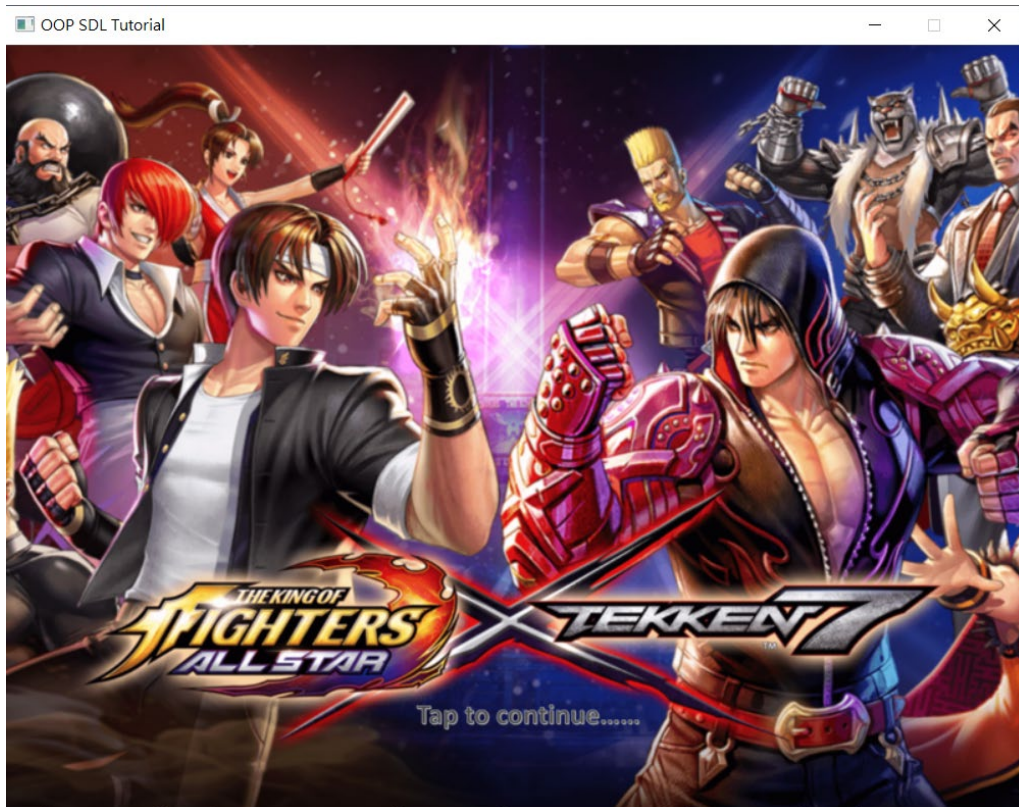 OOP SDL Tutorial
THE KING OF
FIGHTERS
ALL STAR
X
TEKKEN 7
TM
Tap to continue......